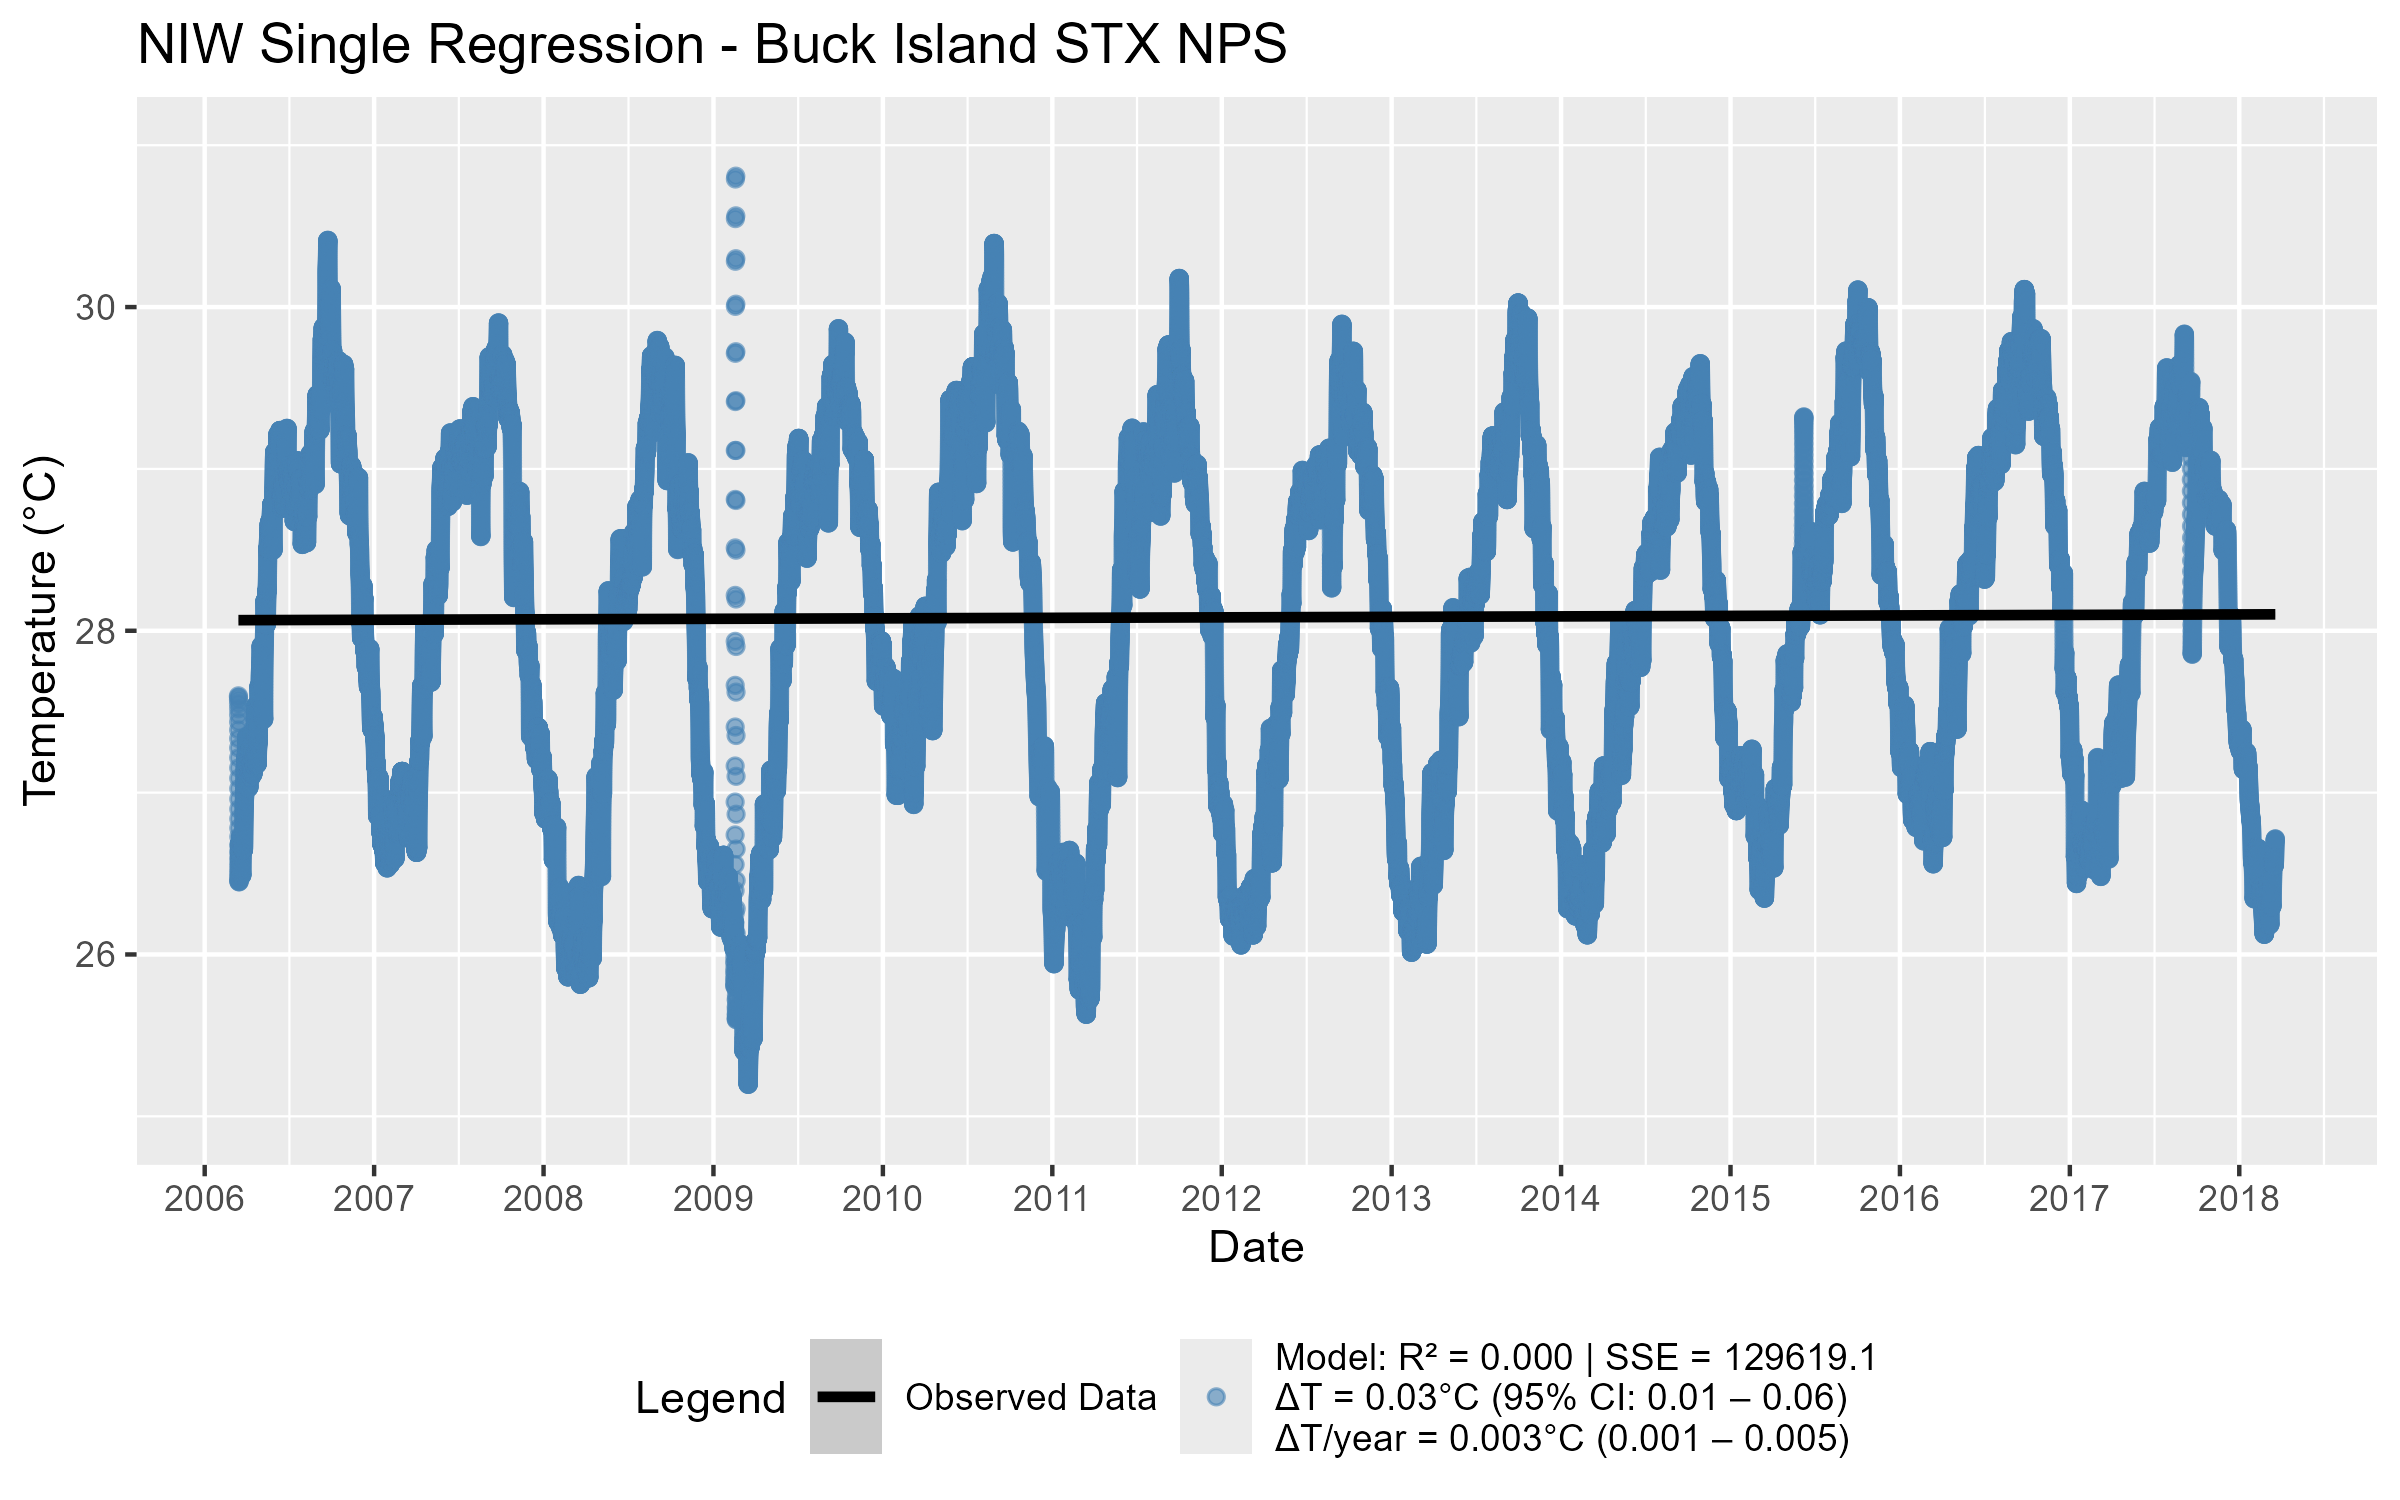 NIW Single Regression - Buck Island STX NPS
Temperature (°C)
30
28
26
2006 2007 2008 2009 2010 2011 2012 2013 2014 2015 2016 2017 2018
Date
Legend
Observed Data
Model: R² = 0.000 | SSE = 129619.1
ΔT = 0.03°C (95% CI: 0.01 – 0.06)
ΔT/year = 0.003°C (0.001 – 0.005)